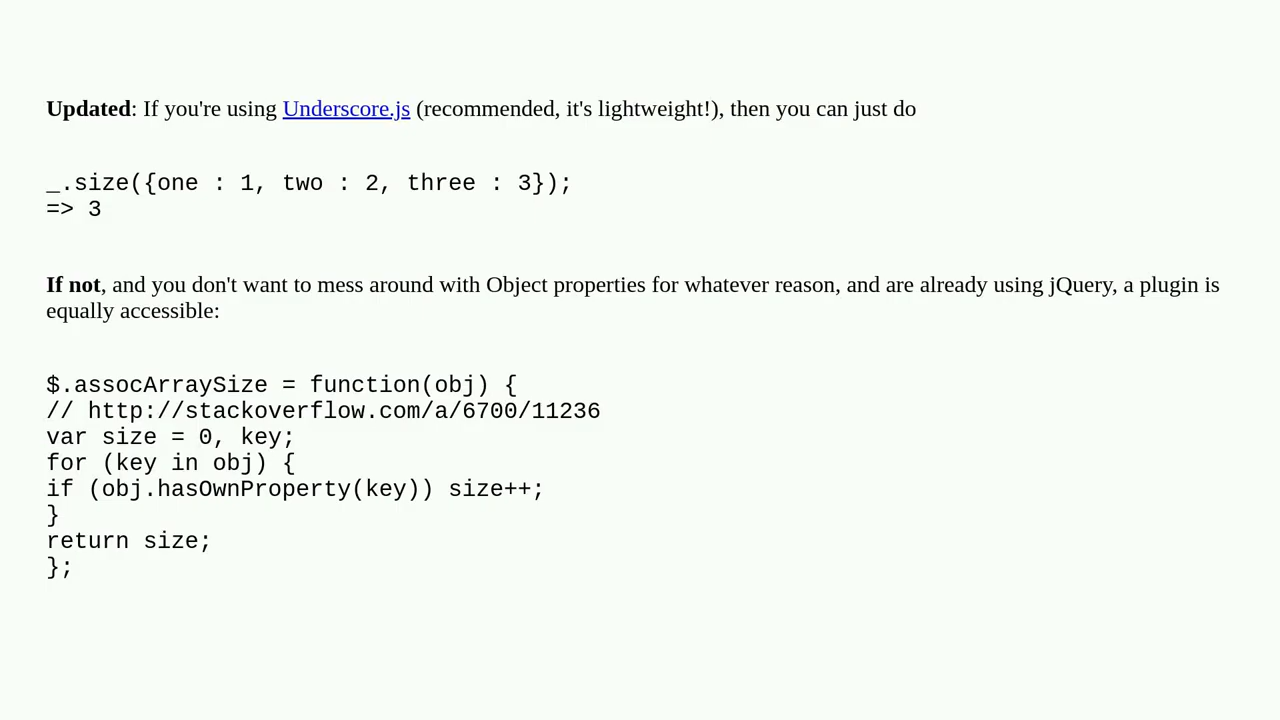 Updated: If you're using Underscore.js (recommended, it's lightweight!), then you can just do
_.size({one : 1, two : 2, three : 3});
=> 3
If not, and you don't want to mess around with Object properties for whatever reason, and are already using jQuery, a plugin is
equally accessible:
$.assocArraySize = function(obj) {
// http://stackoverflow.com/a/6700/11236
var size = 0, key;
for (key in obj) {
if (obj.hasOwnProperty(key)) size++;
}
return size;
};